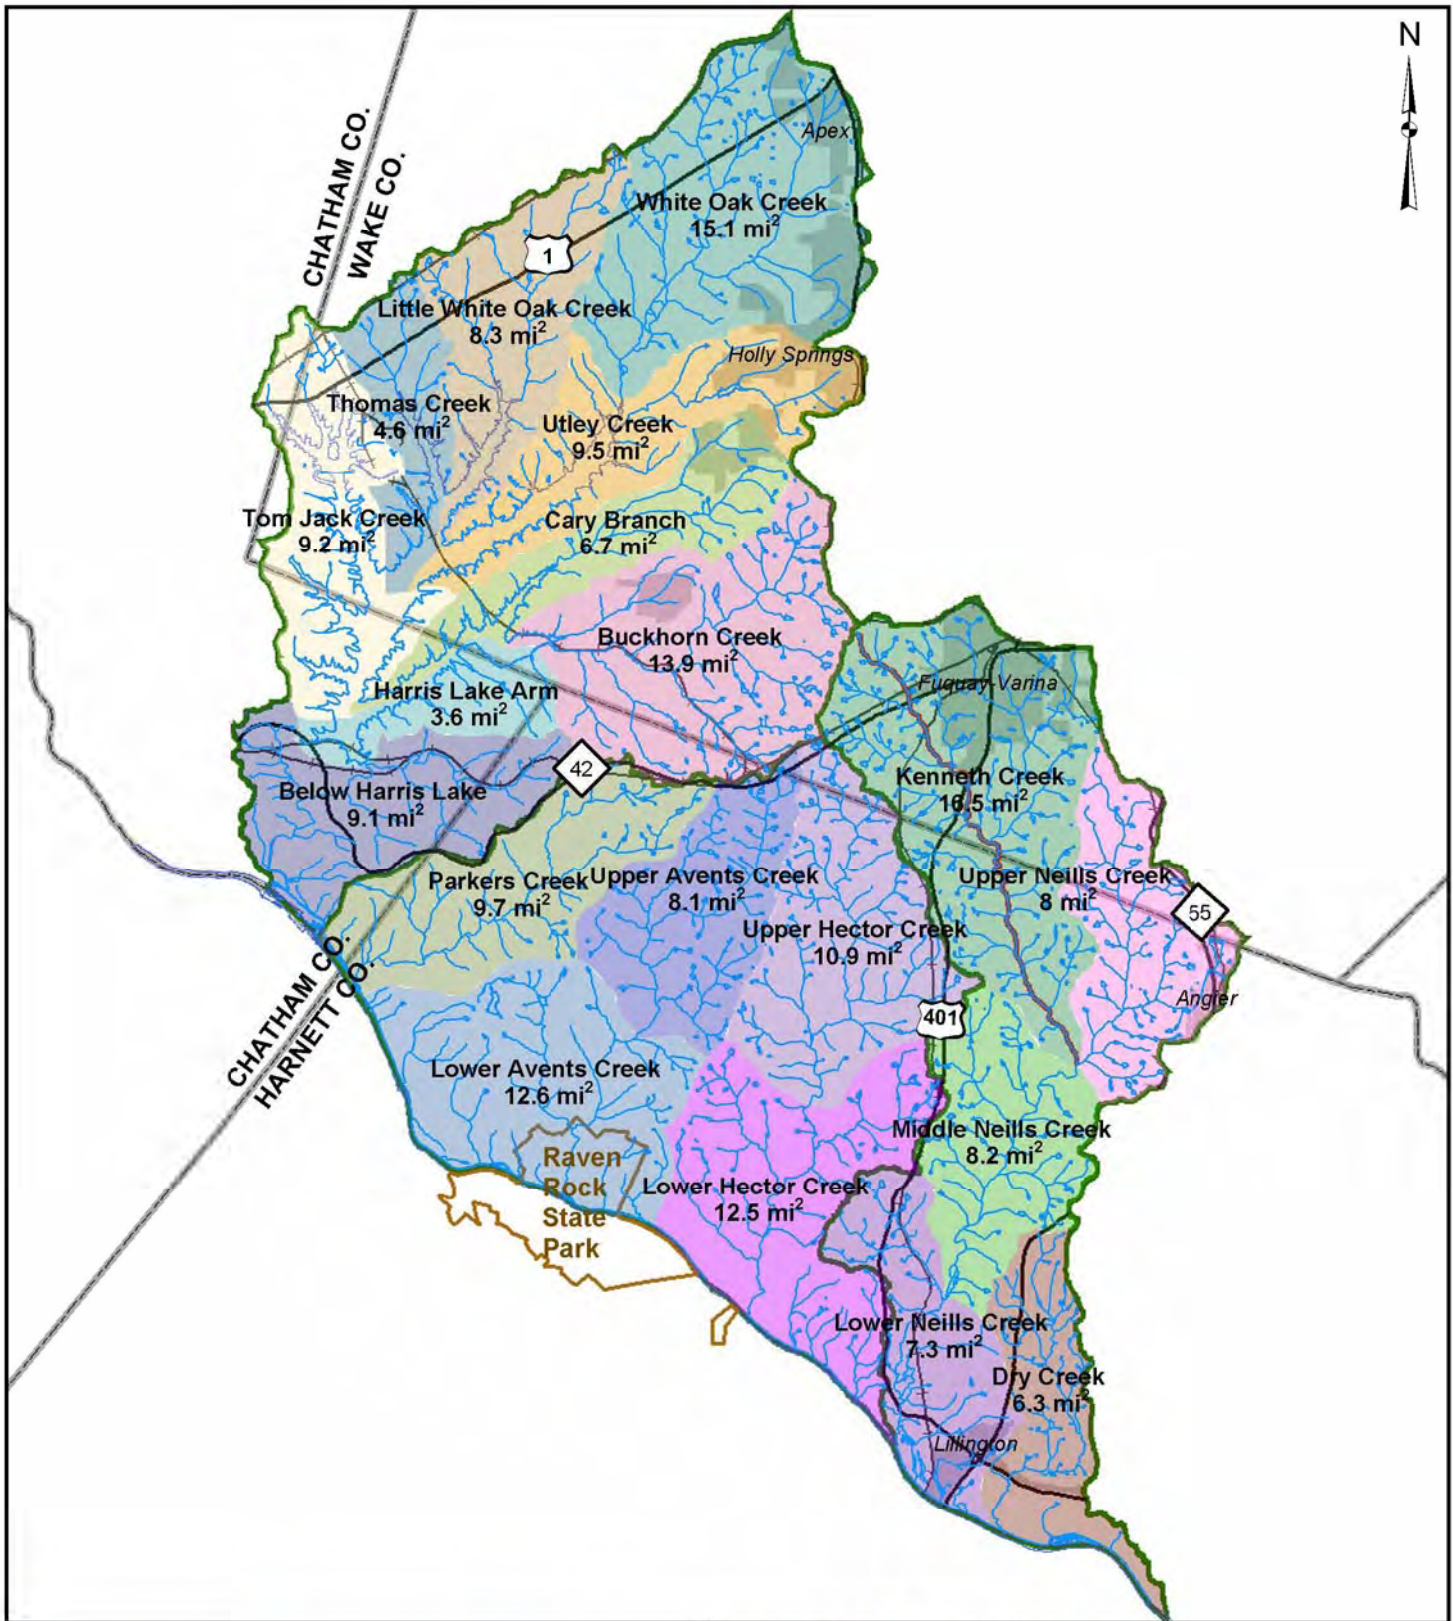 N
Apex
CHATHAM CO.
WAKE CO.
White Oak Creek
15.1 mi²
1
Little White Oak Creek
8.3 mi²
Holly Springs
Thomas Creek
4.6 mi²
Utley Creek
9.5 mi²
Tom Jack Creek
9.2 mi²
Cary Branch
6.7 mi²
Buckhorn Creek
13.9 mi²
Fuquay-Varina
Harris Lake Arm
3.6 mi²
42
Kenneth Creek
16.5 mi²
Below Harris Lake
9.1 mi²
Parkers Creek
9.7 mi²
Upper Avents Creek
8.1 mi²
Upper Neills Creek
8 mi²
55
Upper Hector Creek
10.9 mi²
Angier
401
CHATHAM CO.
HARNETT CO.
Lower Avents Creek
12.6 mi²
Middle Neills Creek
8.2 mi²
Raven
Rock
State
Park
Lower Hector Creek
12.5 mi²
Lower Neills Creek
7.3 mi²
Dry Creek
6.3 mi²
Lillington